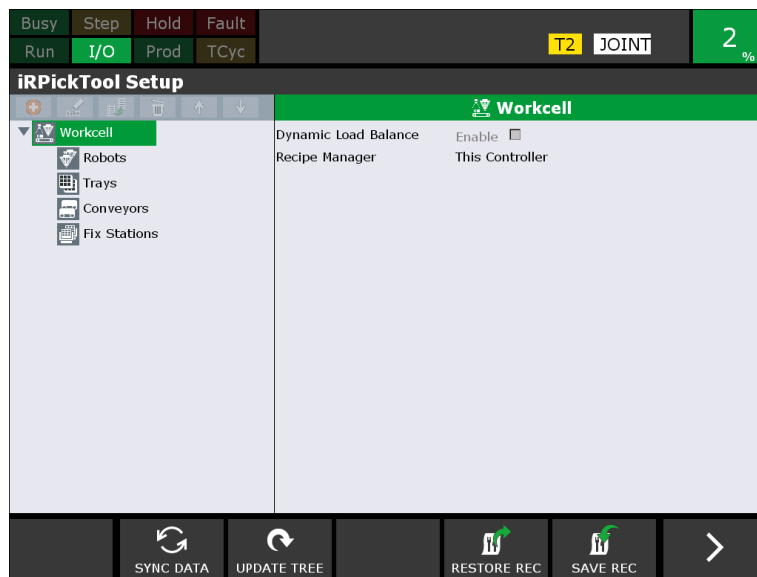 Busy Step Hold Fault
Run I/O Prod TCyc
T2 JOINT
2 %
iRPickTool Setup
Workcell
Workcell
Dynamic Load Balance Enable
Robots
Recipe Manager This Controller
Trays
Conveyors
Fix Stations
SYNC DATA UPDATE TREE RESTORE REC SAVE REC